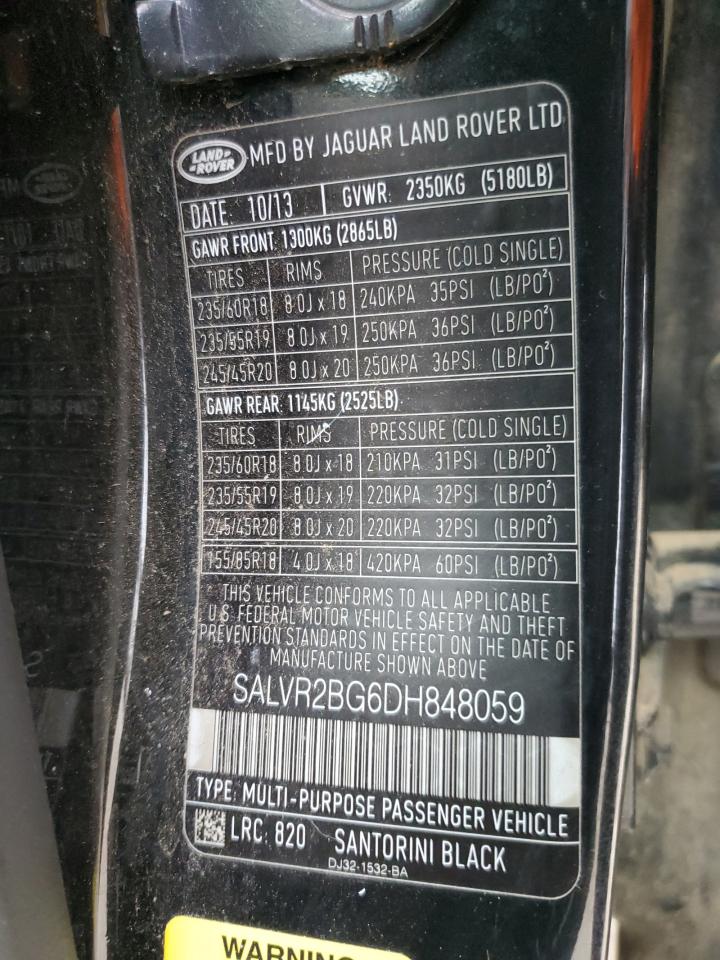 LAND ROVER MFD BY JAGUAR LAND ROVER LTD
DATE: 10/13 GVWR: 2350KG (5180LB)
GAWR FRONT: 1300KG (2865LB)
TIRES RIMS PRESSURE (COLD SINGLE)
235/60R18 8.0J x 18 240KPA 35PSI (LB/PO²)
235/55R19 8.0J x 19 250KPA 36PSI (LB/PO²)
245/45R20 8.0J x 20 250KPA 36PSI (LB/PO²)
GAWR REAR: 1145KG (2525LB)
TIRES RIMS PRESSURE (COLD SINGLE)
235/60R18 8.0J x 18 210KPA 31PSI (LB/PO²)
235/55R19 8.0J x 19 220KPA 32PSI (LB/PO²)
245/45R20 8.0J x 20 220KPA 32PSI (LB/PO²)
155/85R18 4.0J x 18 420KPA 60PSI (LB/PO²)
THIS VEHICLE CONFORMS TO ALL APPLICABLE
U.S. FEDERAL MOTOR VEHICLE SAFETY AND THEFT
PREVENTION STANDARDS IN EFFECT ON THE DATE OF
MANUFACTURE SHOWN ABOVE
SALVR2BG6DH848059
TYPE: MULTI-PURPOSE PASSENGER VEHICLE
LRC: 820 SANTORINI BLACK
DJ32-1532-BA
WARNING